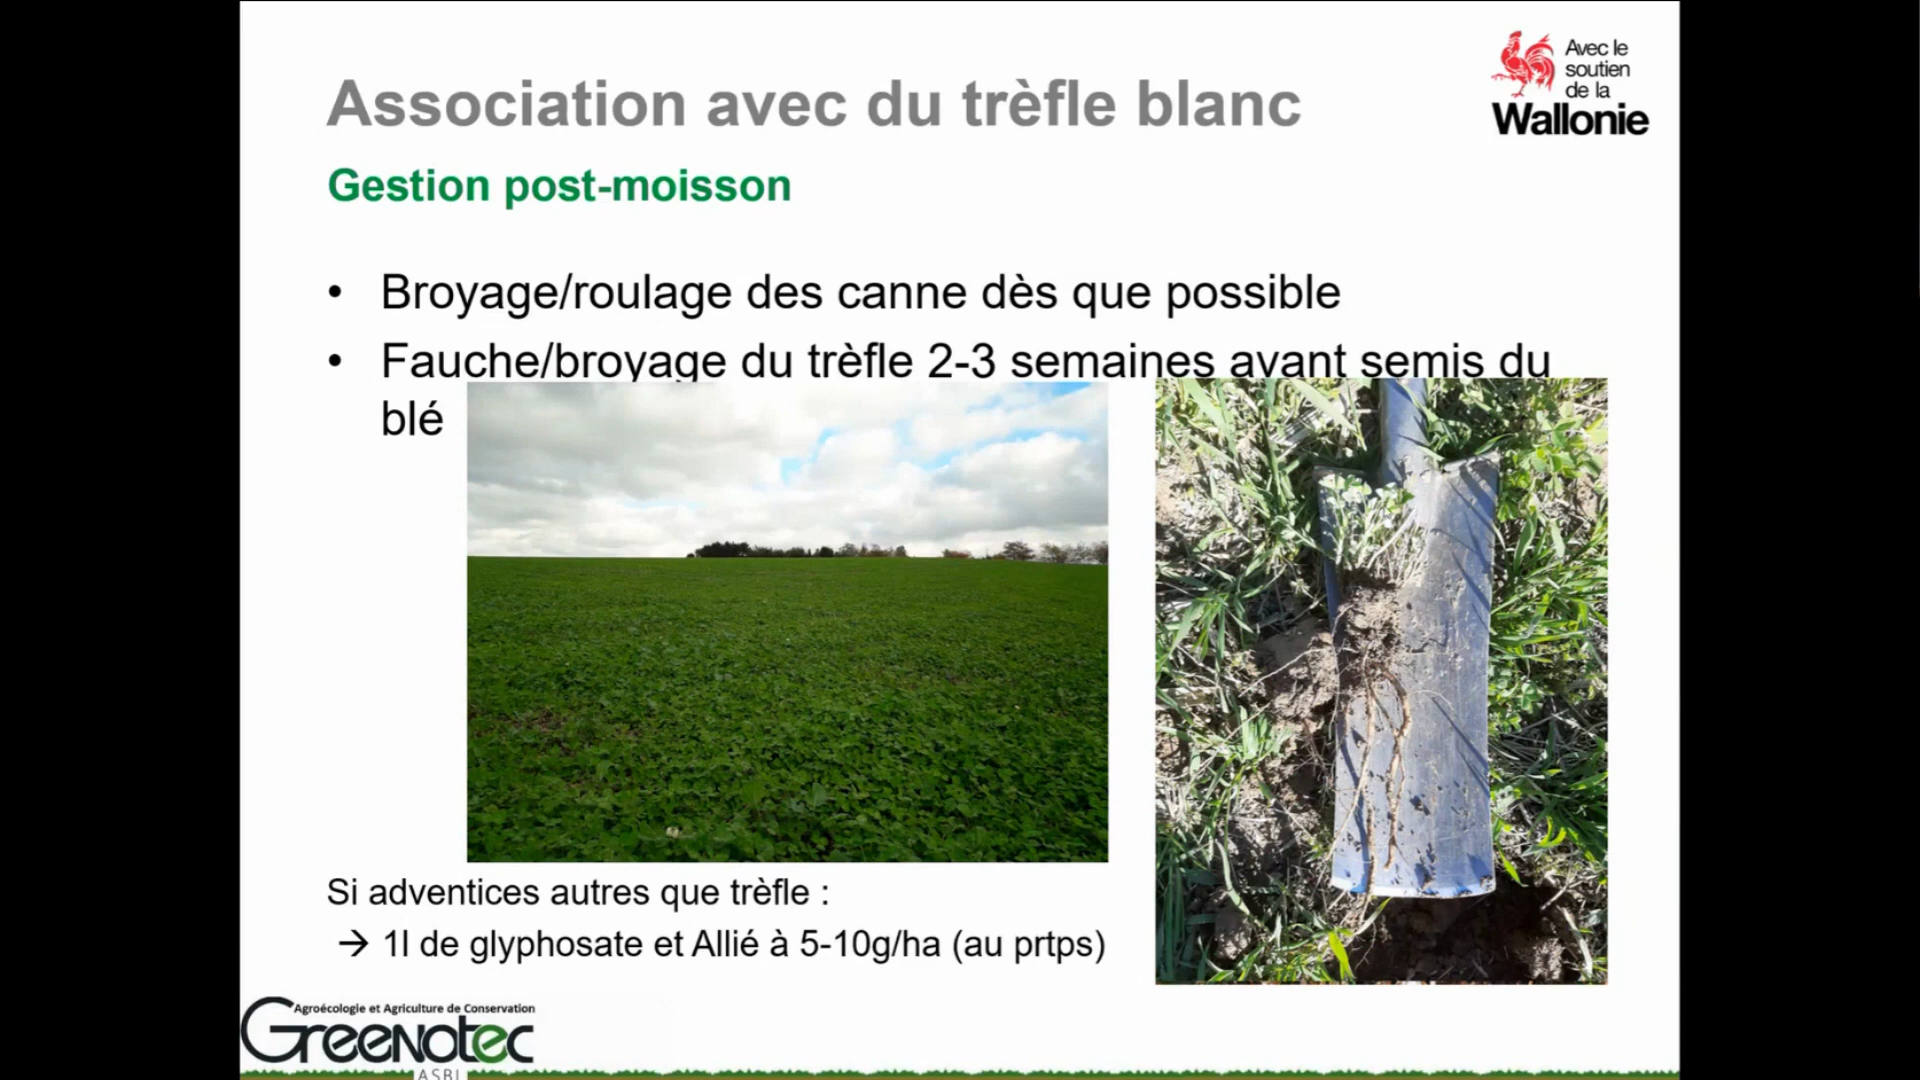 Association avec du trèfle blanc
Avec le
soutien
de la
Wallonie
Gestion post-moisson
• Broyage/roulage des canne dès que possible
• Fauche/broyage du trèfle 2-3 semaines avant semis du
blé
Si adventices autres que trèfle :
→ 1l de glyphosate et Allié à 5-10g/ha (au prtps)
Agroécologie et Agriculture de Conservation
Greenotec
ASBL